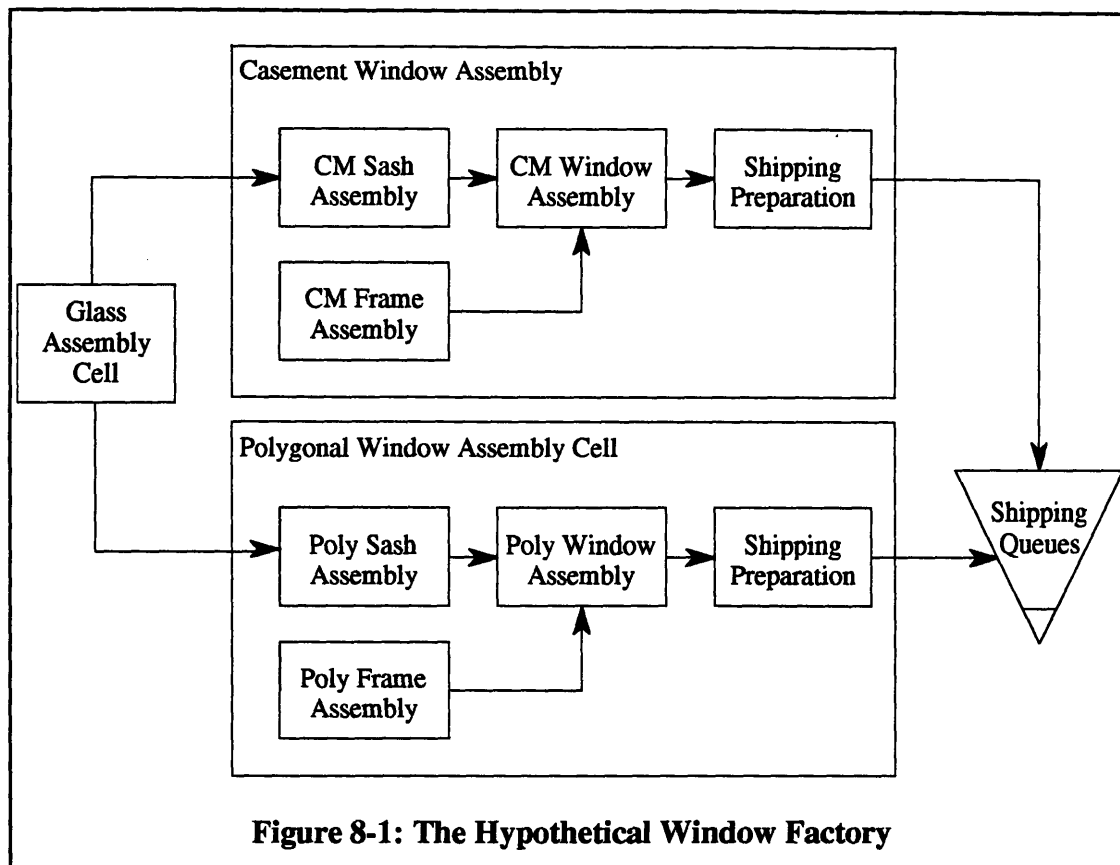 Casement Window Assembly
CM Sash
Assembly
CM Window
Assembly
Shipping
Preparation
CM Frame
Assembly
Glass
Assembly
Cell
Polygonal Window Assembly Cell
Poly Sash
Assembly
Poly Window
Assembly
Shipping
Preparation
Poly Frame
Assembly
Shipping
Queues
Figure 8-1: The Hypothetical Window Factory